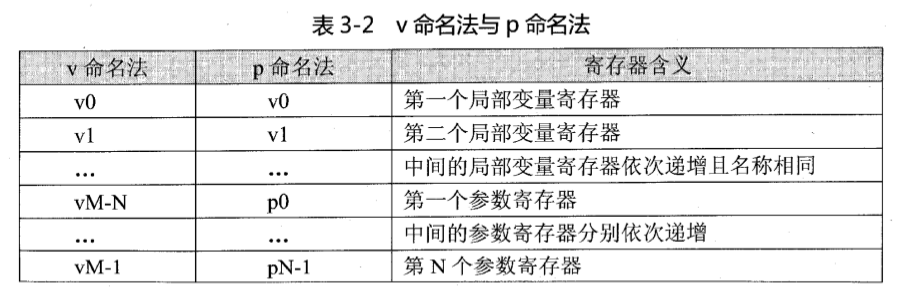 表 3-2 v 命名法与 p 命名法
v 命名法 p 命名法 寄存器含义
v0 v0 第一个局部变量寄存器
v1 v1 第二个局部变量寄存器
... ... 中间的局部变量寄存器依次递增且名称相同
vM-N p0 第一个参数寄存器
... ... 中间的参数寄存器分别依次递增
vM-1 pN-1 第 N 个参数寄存器